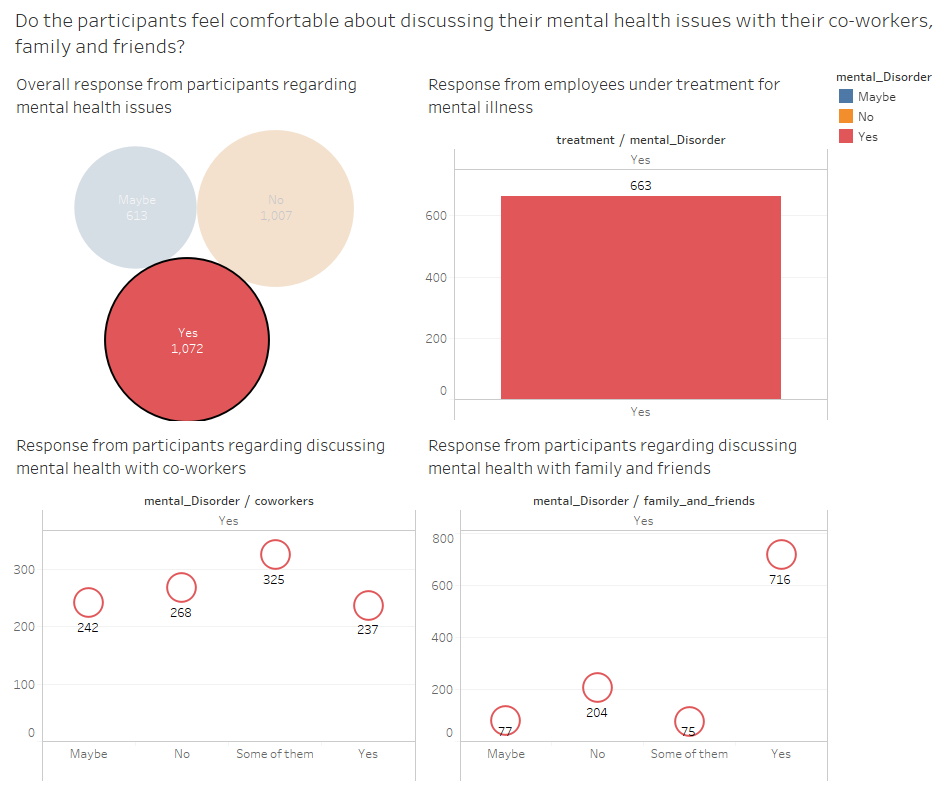 Do the participants feel comfortable about discussing their mental health issues with their co-workers,
family and friends?
Overall response from participants regarding
mental health issues
Maybe
613
No
1,007
Yes
1,072
Response from employees under treatment for
mental illness
treatment / mental_Disorder
Yes
663
600
400
200
0
Yes
mental_Disorder
Maybe
No
Yes
Response from participants regarding discussing
mental health with co-workers
mental_Disorder / coworkers
Yes
300
200
100
0
242
268
325
237
Maybe
No
Some of them
Yes
Response from participants regarding discussing
mental health with family and friends
mental_Disorder / family_and_friends
Yes
800
600
400
200
0
77
204
75
716
Maybe
No
Some of them
Yes